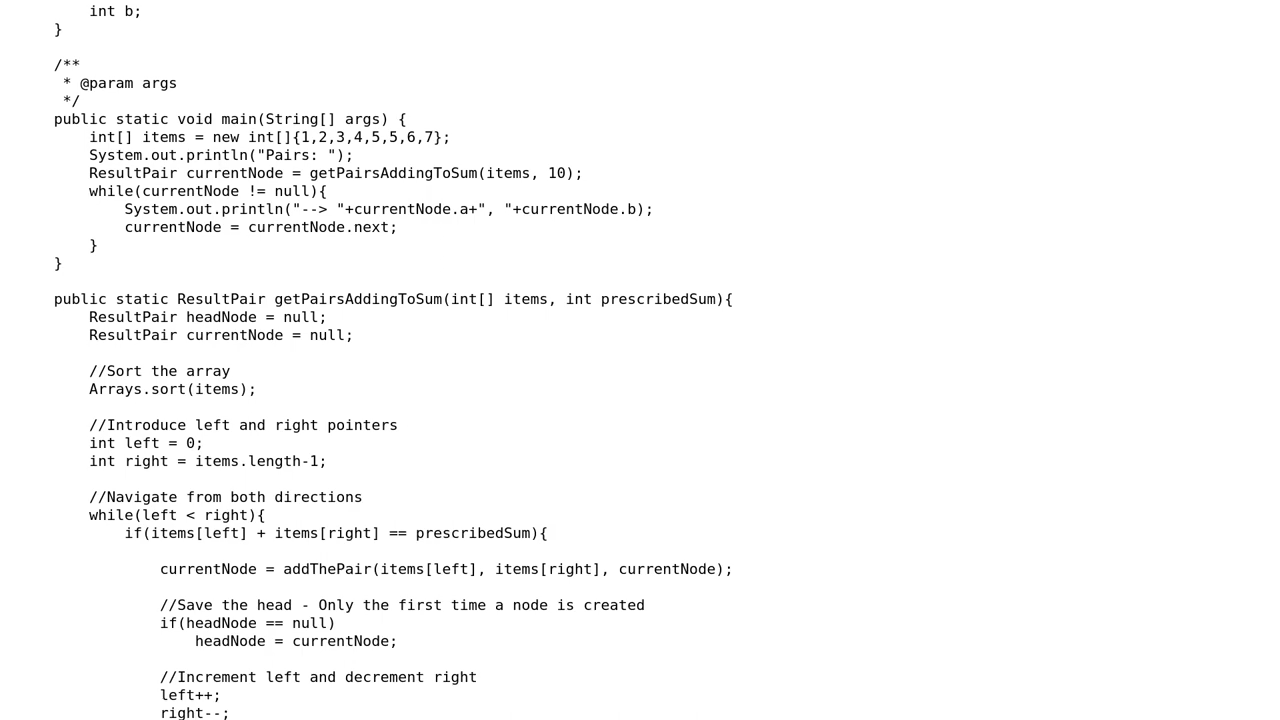 int b;
}
/**
* @param args
*/
public static void main(String[] args) {
int[] items = new int[]{1,2,3,4,5,5,6,7};
System.out.println("Pairs: ");
ResultPair currentNode = getPairsAddingToSum(items, 10);
while(currentNode != null){
System.out.println("--> "+currentNode.a+", "+currentNode.b);
currentNode = currentNode.next;
}
}
public static ResultPair getPairsAddingToSum(int[] items, int prescribedSum){
ResultPair headNode = null;
ResultPair currentNode = null;
//Sort the array
Arrays.sort(items);
//Introduce left and right pointers
int left = 0;
int right = items.length-1;
//Navigate from both directions
while(left < right){
if(items[left] + items[right] == prescribedSum){
currentNode = addThePair(items[left], items[right], currentNode);
//Save the head - Only the first time a node is created
if(headNode == null)
headNode = currentNode;
//Increment left and decrement right
left++;
right--;